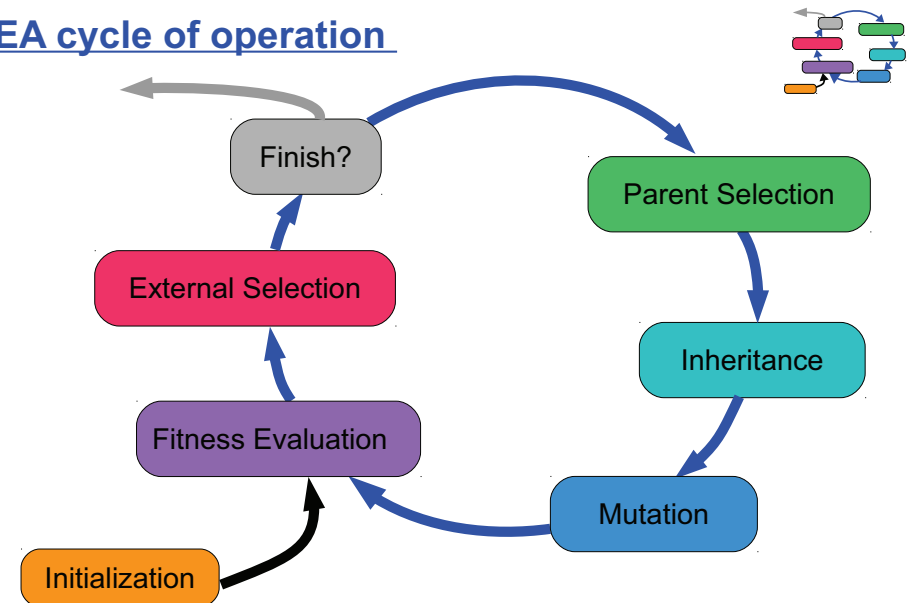 EA cycle of operation
Finish?
Parent Selection
External Selection
Inheritance
Fitness Evaluation
Mutation
Initialization